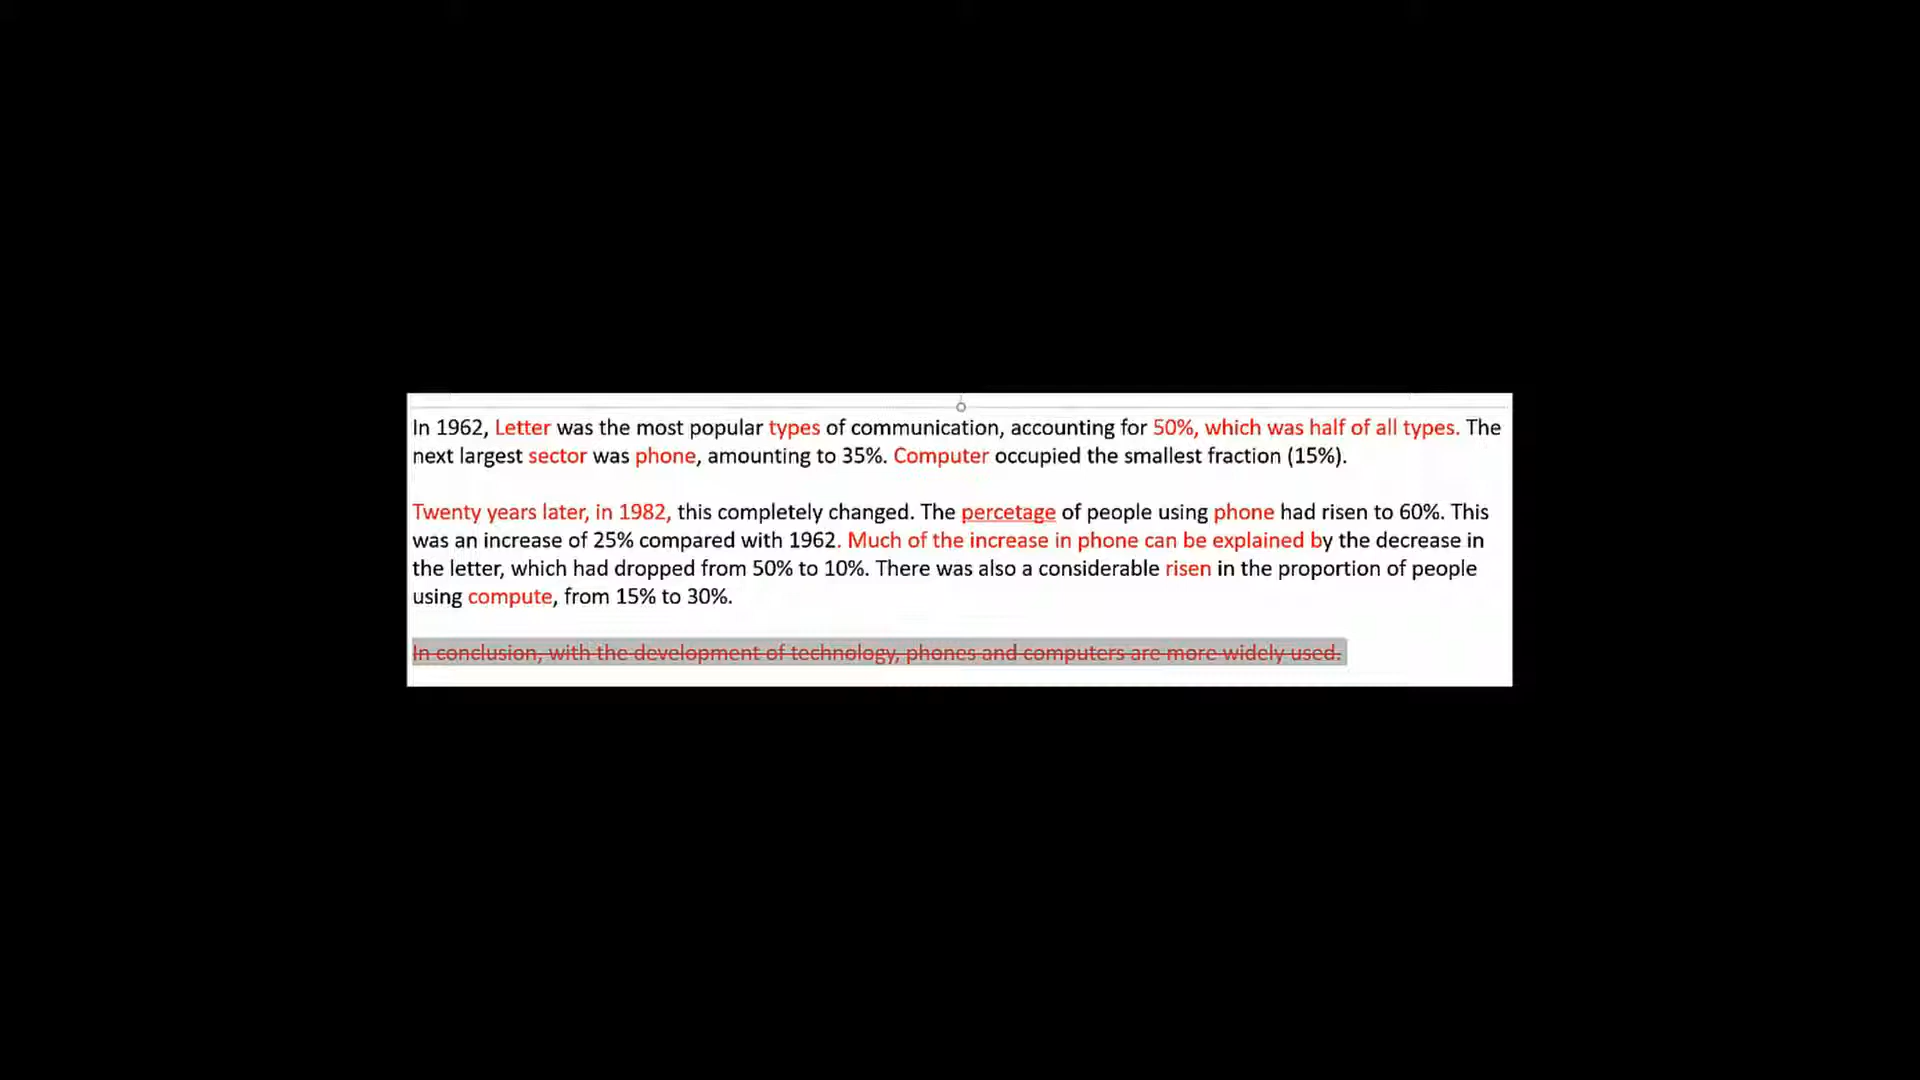 In 1962, Letter was the most popular types of communication, accounting for 50%, which was half of all types. The
next largest sector was phone, amounting to 35%. Computer occupied the smallest fraction (15%).
Twenty years later, in 1982, this completely changed. The percetage of people using phone had risen to 60%. This
was an increase of 25% compared with 1962. Much of the increase in phone can be explained by the decrease in
the letter, which had dropped from 50% to 10%. There was also a considerable risen in the proportion of people
using compute, from 15% to 30%.
In conclusion, with the development of technology, phones and computers are more widely used.